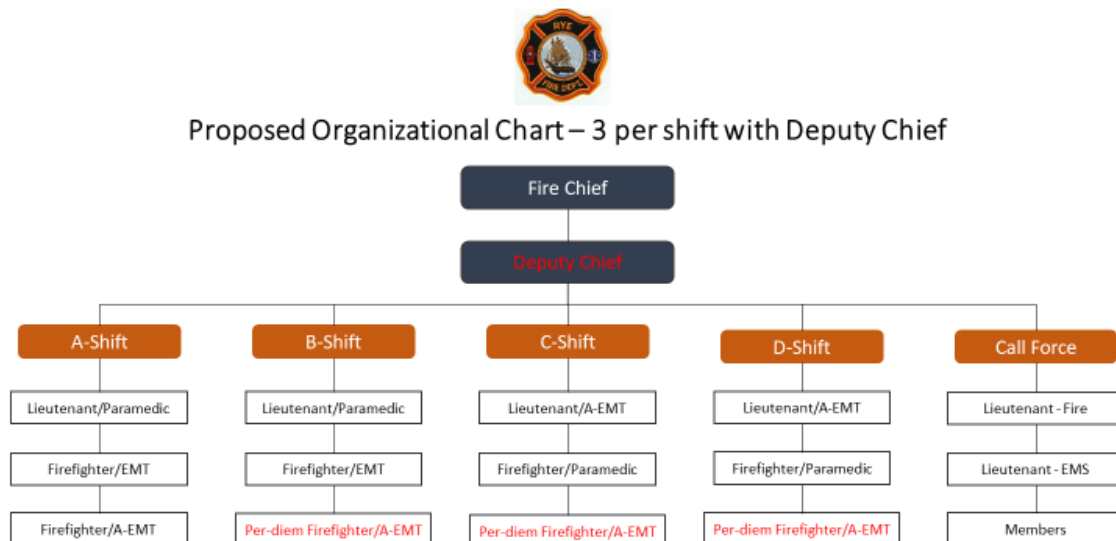 RYE
FIRE DEPT.
Proposed Organizational Chart – 3 per shift with Deputy Chief
Fire Chief
Deputy Chief
A-Shift
B-Shift
C-Shift
D-Shift
Call Force
Lieutenant/Paramedic
Lieutenant/Paramedic
Lieutenant/A-EMT
Lieutenant/A-EMT
Lieutenant - Fire
Firefighter/EMT
Firefighter/EMT
Firefighter/Paramedic
Firefighter/Paramedic
Lieutenant - EMS
Firefighter/A-EMT
Per-diem Firefighter/A-EMT
Per-diem Firefighter/A-EMT
Per-diem Firefighter/A-EMT
Members